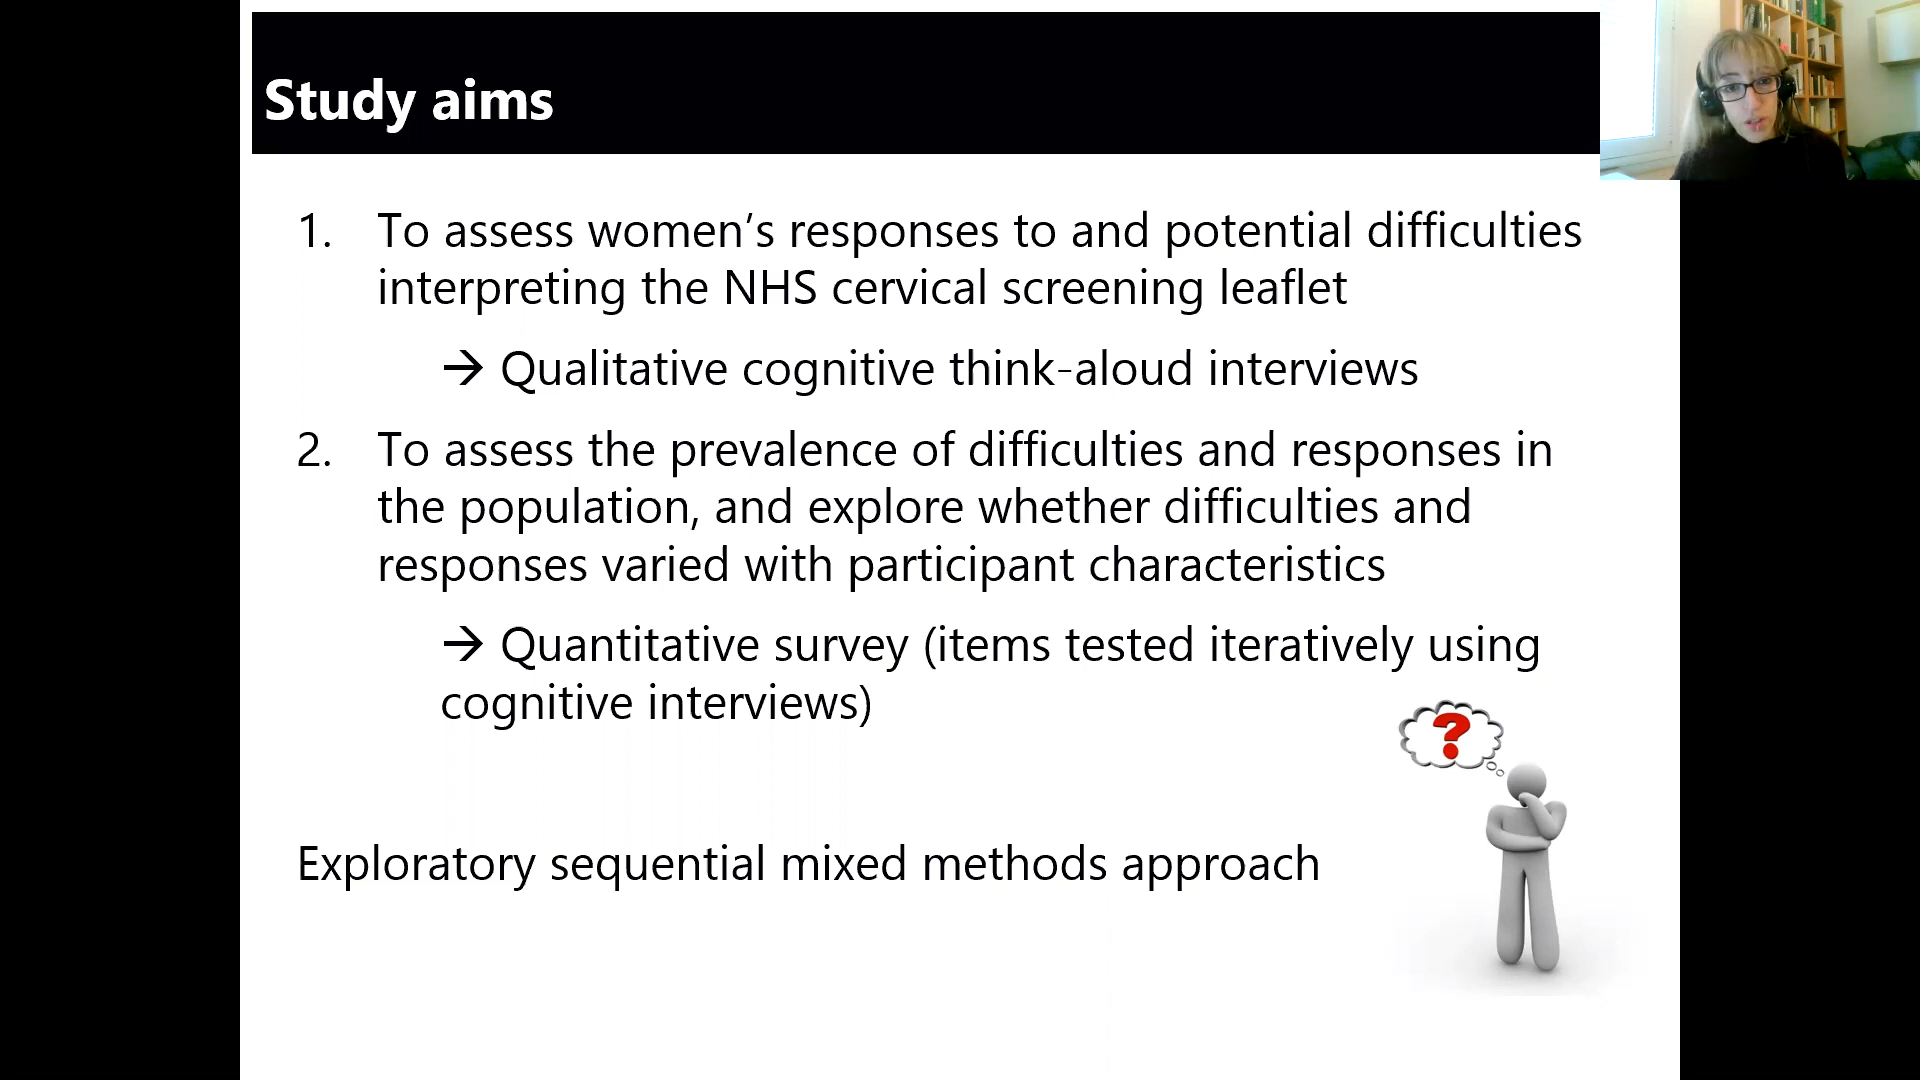 Study aims
1. To assess women’s responses to and potential difficulties
interpreting the NHS cervical screening leaflet
→ Qualitative cognitive think-aloud interviews
2. To assess the prevalence of difficulties and responses in
the population, and explore whether difficulties and
responses varied with participant characteristics
→ Quantitative survey (items tested iteratively using
cognitive interviews)
?
Exploratory sequential mixed methods approach